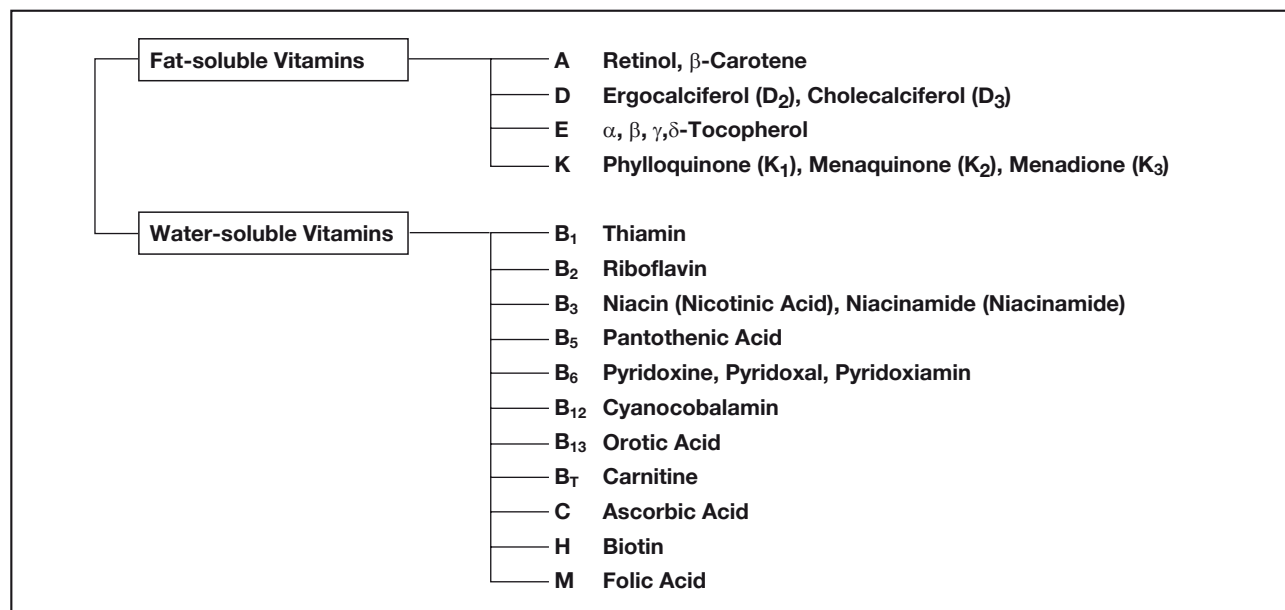 Fat-soluble Vitamins
A Retinol, β-Carotene
D Ergocalciferol (D₂), Cholecalciferol (D₃)
E α, β, γ,δ-Tocopherol
K Phylloquinone (K₁), Menaquinone (K₂), Menadione (K₃)
Water-soluble Vitamins
B₁ Thiamin
B₂ Riboflavin
B₃ Niacin (Nicotinic Acid), Niacinamide (Niacinamide)
B₅ Pantothenic Acid
B₆ Pyridoxine, Pyridoxal, Pyridoxiamin
B₁₂ Cyanocobalamin
B₁₃ Orotic Acid
B_T Carnitine
C Ascorbic Acid
H Biotin
M Folic Acid